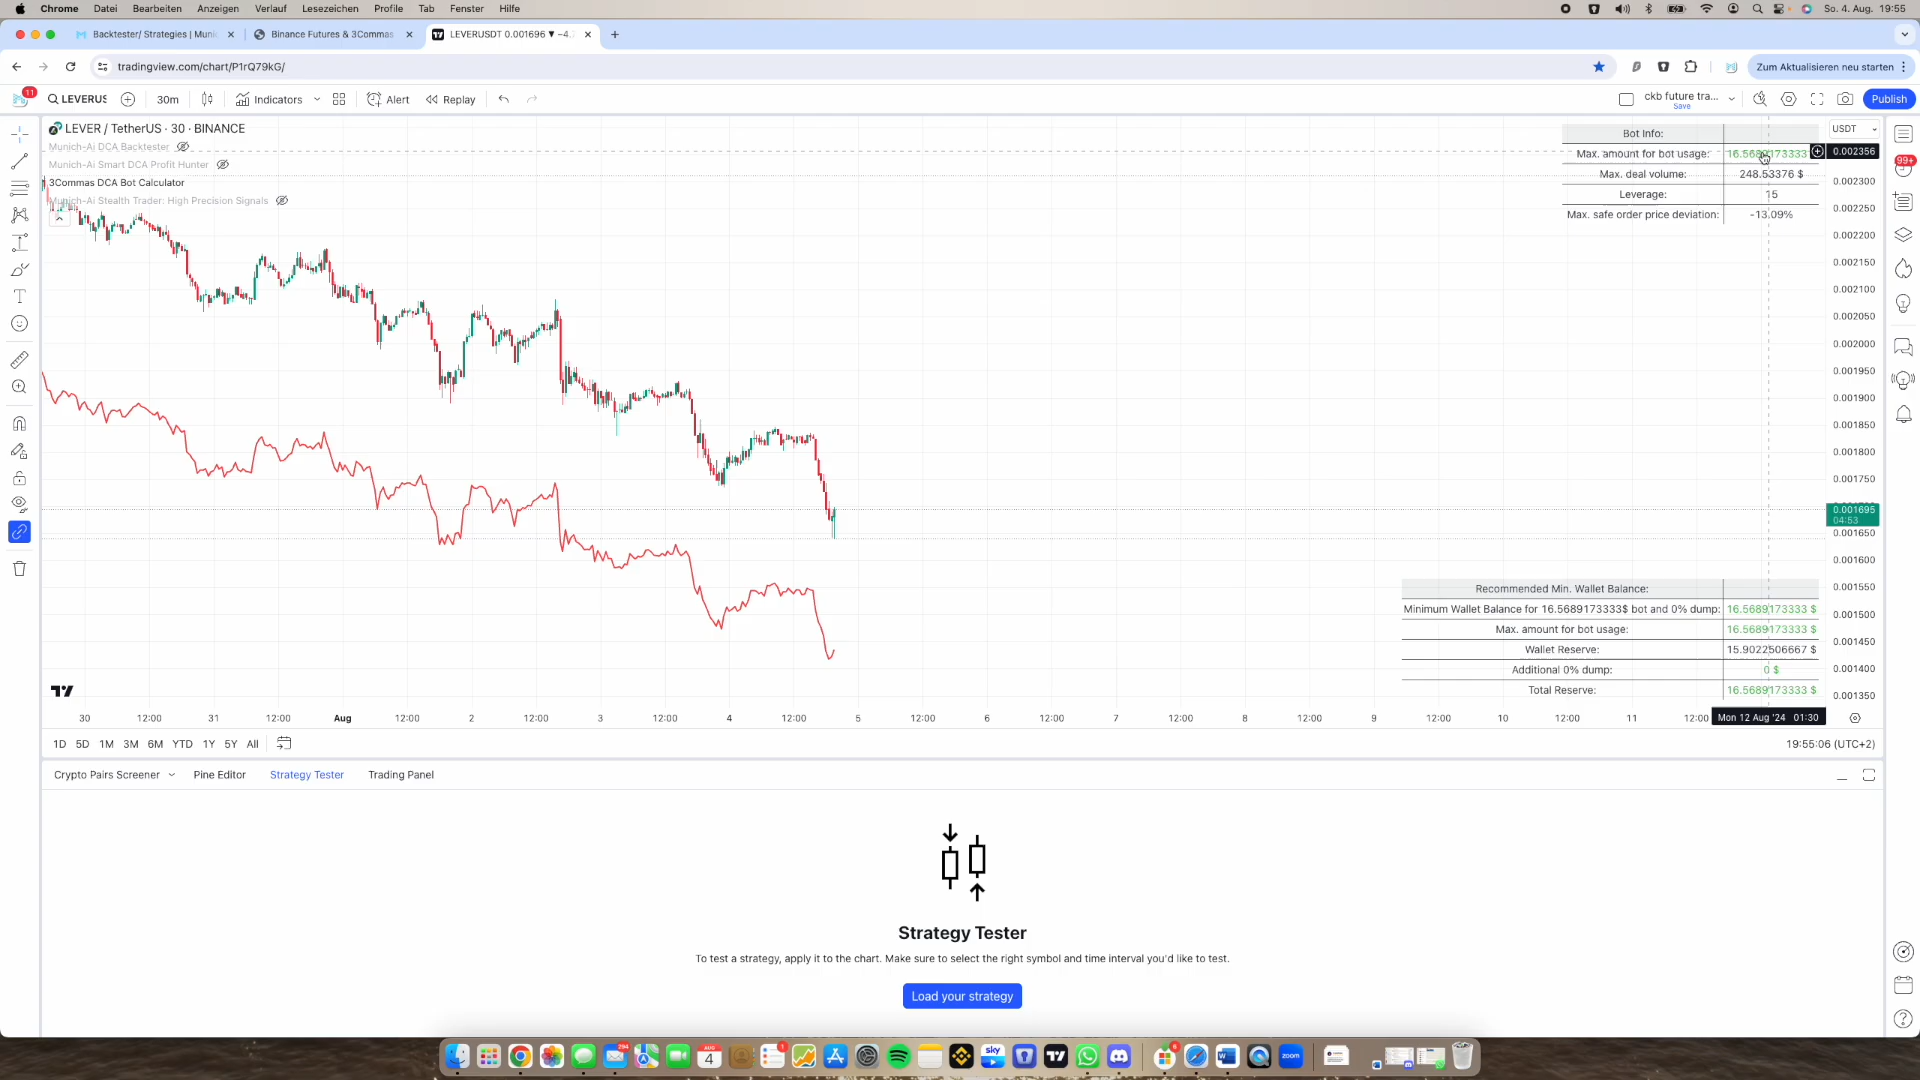 Chrome Datei Bearbeiten Anzeigen Verlauf Lesezeichen Profile Tab Fenster Hilfe So. 4. Aug. 19:55
Backtester/ Strategies | Muni Binance Futures & 3Commas LEVERUSDT 0.001696 ▼ −4.
tradingview.com/chart/P1rQ79kG/ Zum Aktualisieren neu starten
11 LEVERUS 30m Indicators Alert Replay ckb future tra... Save Publish
LEVER / TetherUS · 30 · BINANCE
Munich-Ai DCA Backtester
Munich-Ai Smart DCA Profit Hunter
3Commas DCA Bot Calculator
Munich-Ai Stealth Trader: High Precision Signals
Bot Info:
Max. amount for bot usage: 16.5689173333
Max. deal volume: 248.53376 $
Leverage: 15
Max. safe order price deviation: -13.09%
USDT
0.002356
0.002300
0.002250
0.002200
0.002150
0.002100
0.002050
0.002000
0.001950
0.001900
0.001850
0.001800
0.001750
0.001695
04:53
0.001650
0.001600
0.001550
0.001500
0.001450
0.001400
0.001350
99+
Recommended Min. Wallet Balance:
Minimum Wallet Balance for 16.5689173333$ bot and 0% dump: 16.5689173333 $
Max. amount for bot usage: 16.5689173333 $
Wallet Reserve: 15.9022506667 $
Additional 0% dump: 0 $
Total Reserve: 16.5689173333 $
30 12:00 31 12:00 Aug 12:00 2 12:00 3 12:00 4 12:00 5 12:00 6 12:00 7 12:00 8 12:00 9 12:00 10 12:00 11 12:00 Mon 12 Aug '24 01:30
1D 5D 1M 3M 6M YTD 1Y 5Y All 19:55:06 (UTC+2)
Crypto Pairs Screener Pine Editor Strategy Tester Trading Panel
Strategy Tester
To test a strategy, apply it to the chart. Make sure to select the right symbol and time interval you'd like to test.
Load your strategy
294 AUG 4 1 sky zoom 6